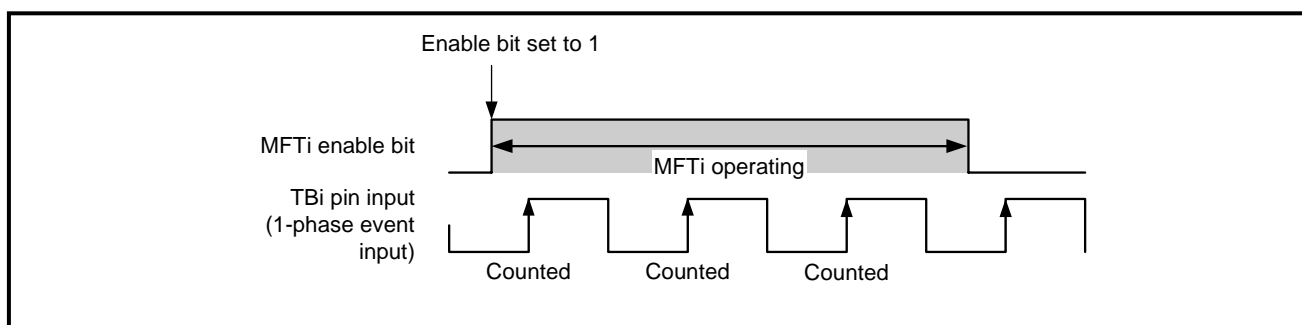 Enable bit set to 1
MFTi enable bit
MFTi operating
TBi pin input
(1-phase event
input)
Counted Counted Counted